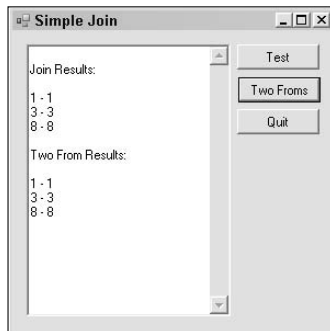 Simple Join
Join Results:
1 - 1
3 - 3
8 - 8
Two From Results:
1 - 1
3 - 3
8 - 8
Test
Two Froms
Quit